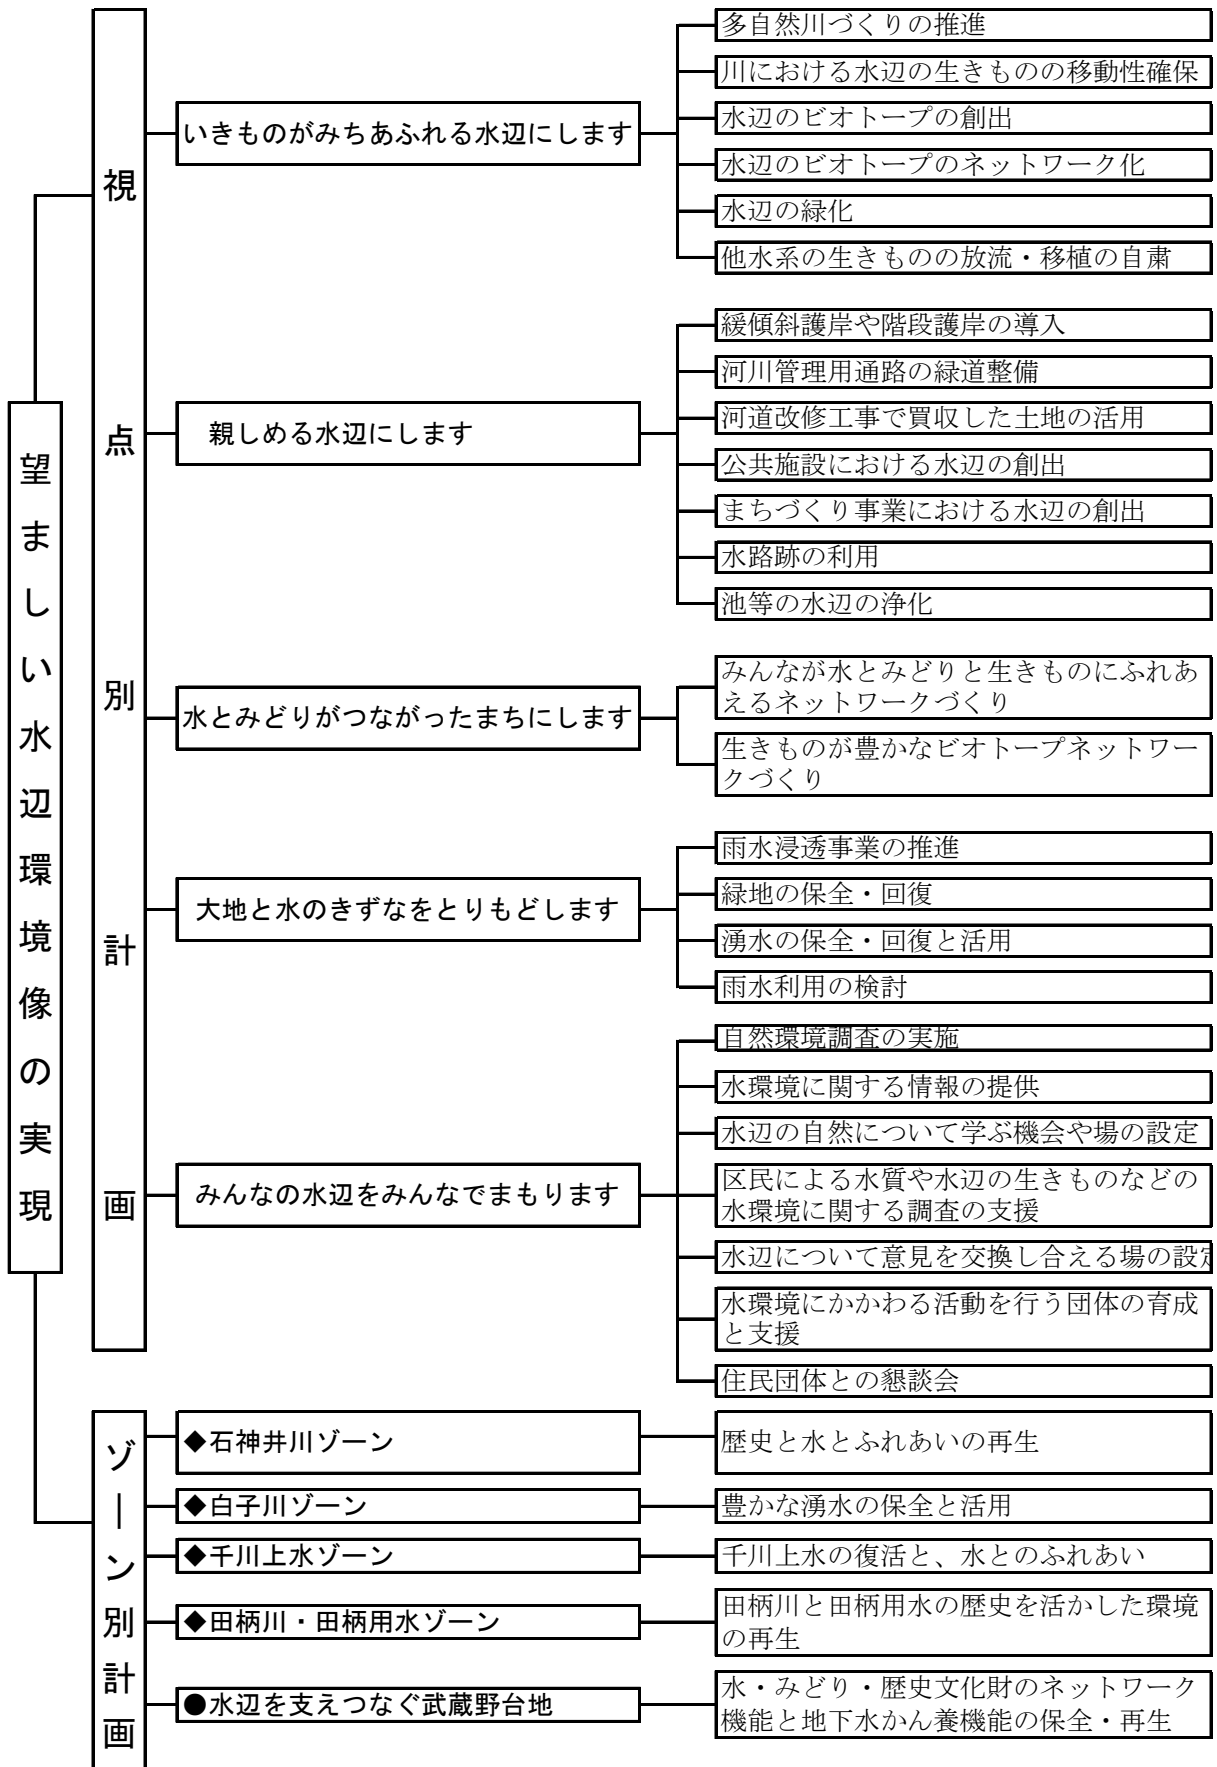 望ましい水辺環境像の実現
視点別計画
いきものがみちあふれる水辺にします
多自然川づくりの推進
川における水辺の生きものの移動性確保
水辺のビオトープの創出
水辺のビオトープのネットワーク化
水辺の緑化
他水系の生きものの放流・移植の自粛
親しめる水辺にします
緩傾斜護岸や階段護岸の導入
河川管理用通路の緑道整備
河道改修工事で買収した土地の活用
公共施設における水辺の創出
まちづくり事業における水辺の創出
水路跡の利用
池等の水辺の浄化
水とみどりがつながったまちにします
みんなが水とみどりと生きものにふれあ
えるネットワークづくり
生きものが豊かなビオトープネットワー
クづくり
大地と水のきずなをとりもどします
雨水浸透事業の推進
緑地の保全・回復
湧水の保全・回復と活用
雨水利用の検討
みんなの水辺をみんなでまもります
自然環境調査の実施
水環境に関する情報の提供
水辺の自然について学ぶ機会や場の設定
区民による水質や水辺の生きものなどの
水環境に関する調査の支援
水辺について意見を交換し合える場の設定
水環境にかかわる活動を行う団体の育成
と支援
住民団体との懇談会
ゾーン別計画
◆石神井川ゾーン
歴史と水とふれあいの再生
◆白子川ゾーン
豊かな湧水の保全と活用
◆千川上水ゾーン
千川上水の復活と、水とのふれあい
◆田柄川・田柄用水ゾーン
田柄川と田柄用水の歴史を活かした環境
の再生
●水辺を支えつなぐ武蔵野台地
水・みどり・歴史文化財のネットワーク
機能と地下水かん養機能の保全・再生